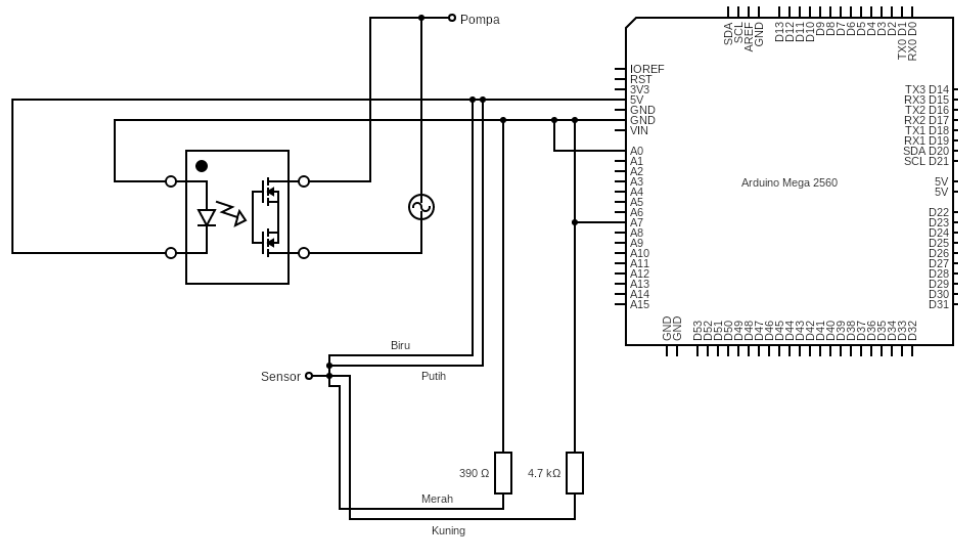 Pompa
SDA
SCL
AREF
GND
D13
D12
D11
D10
D9
D8
D7
D6
D5
D4
D3
D2
TX0 D1
RX0 D0
IOREF
RST
3V3
5V
GND
GND
VIN
A0
A1
A2
A3
A4
A5
A6
A7
A8
A9
A10
A11
A12
A13
A14
A15
Arduino Mega 2560
TX3 D14
RX3 D15
TX2 D16
RX2 D17
TX1 D18
RX1 D19
SDA D20
SCL D21
5V
5V
D22
D23
D24
D25
D26
D27
D28
D29
D30
D31
GND
GND
D53
D52
D51
D50
D49
D48
D47
D46
D45
D44
D43
D42
D41
D40
D39
D38
D37
D36
D35
D34
D33
D32
Biru
Sensor
Putih
390 Ω
4.7 kΩ
Merah
Kuning